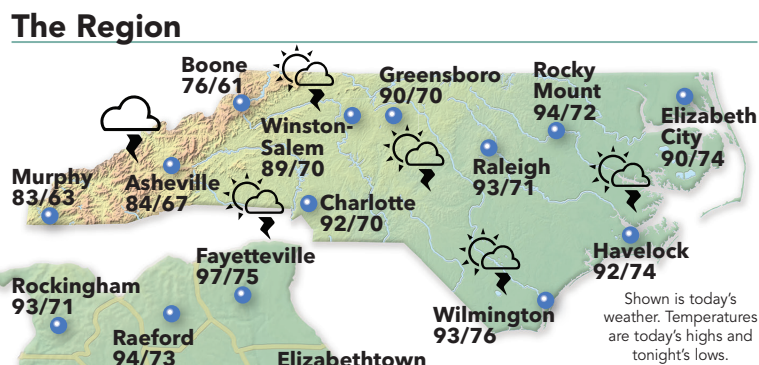 The Region
Boone
76/61
Greensboro
90/70
Rocky
Mount
94/72
Elizabeth
City
90/74
Winston-
Salem
89/70
Raleigh
93/71
Murphy
83/63
Asheville
84/67
Charlotte
92/70
Havelock
92/74
Fayetteville
97/75
Rockingham
93/71
Wilmington
93/76
Raeford
94/73
Elizabethtown
Shown is today's
weather. Temperatures
are today's highs and
tonight's lows.